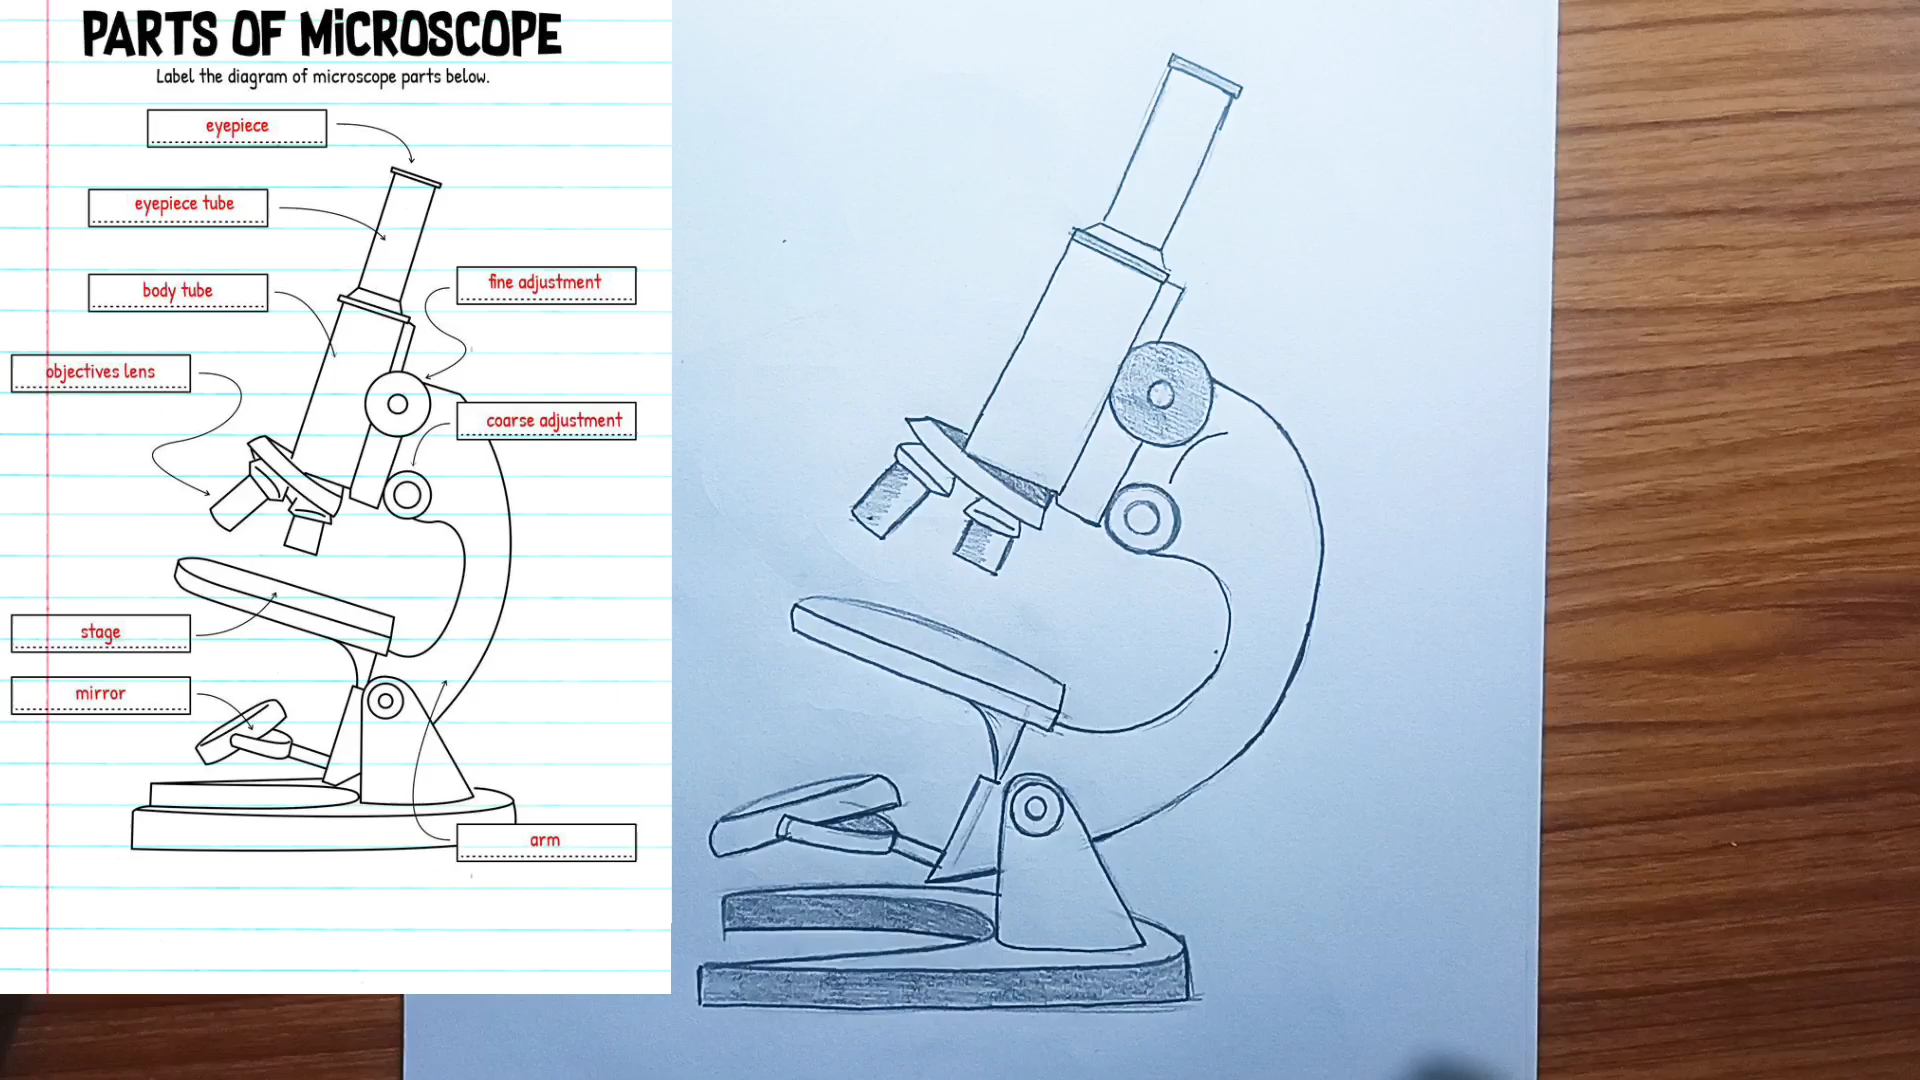 PARTS OF MiCROSCOPE
Label the diagram of microscope parts below.
eyepiece
eyepiece tube
body tube
fine adjustment
objectives lens
coarse adjustment
stage
mirror
arm